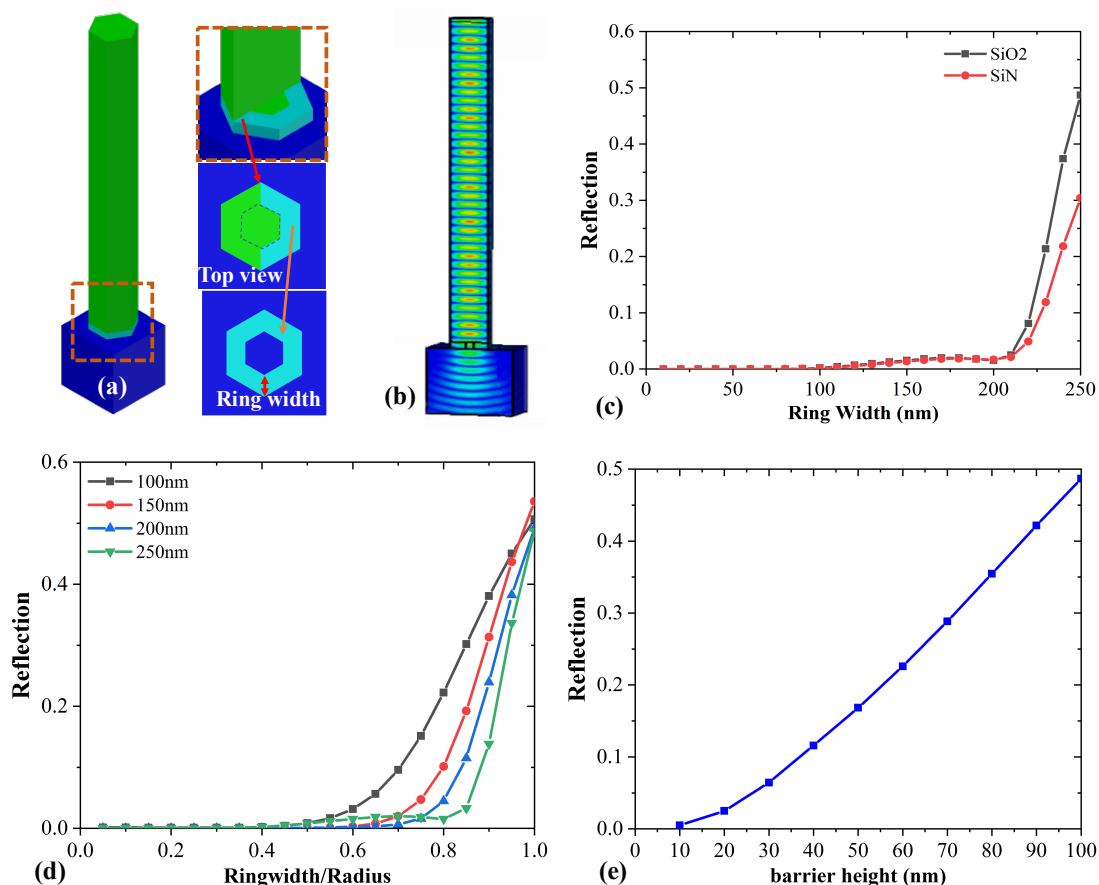 (a)
Top view
Ring width
(b)
0.6
0.5
0.4
0.3
0.2
0.1
0.0
Reflection
SiO2
SiN
0 50 100 150 200 250
Ring Width (nm)
(c)
0.6
0.4
0.2
0.0
Reflection
100nm
150nm
200nm
250nm
0.0 0.2 0.4 0.6 0.8 1.0
Ringwidth/Radius
(d)
0.5
0.4
0.3
0.2
0.1
0.0
Reflection
0 10 20 30 40 50 60 70 80 90 100
barrier height (nm)
(e)